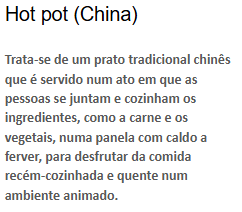 Hot pot (China)
Trata-se de um prato tradicional chinês
que é servido num ato em que as
pessoas se juntam e cozinham os
ingredientes, como a carne e os
vegetais, numa panela com caldo a
ferver, para desfrutar da comida
recém-cozinhada e quente num
ambiente animado.